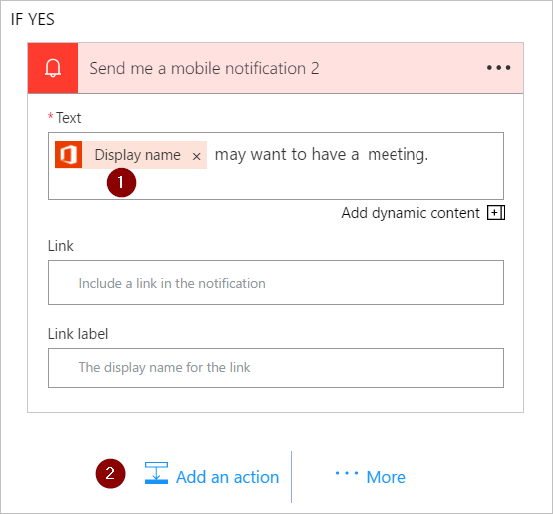 IF YES
Send me a mobile notification 2
* Text
Display name × may want to have a meeting.
1
Add dynamic content
Link
Include a link in the notification
Link label
The display name for the link
2 Add an action ··· More